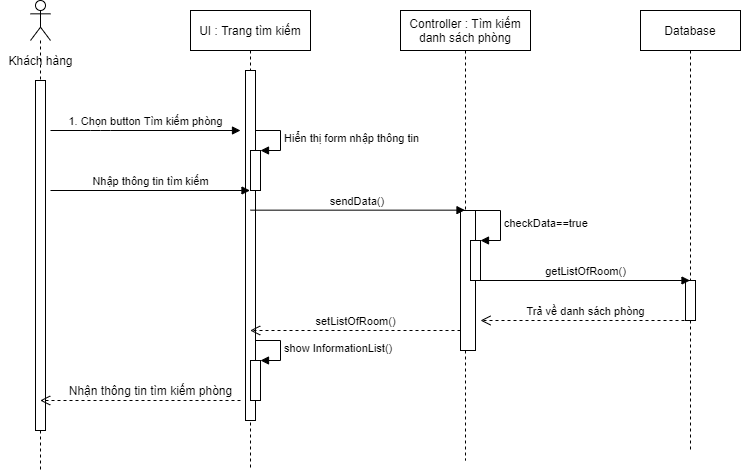 Khách hàng
UI : Trang tìm kiếm
Controller : Tìm kiếm
danh sách phòng
Database
1. Chọn button Tìm kiếm phòng
Hiển thị form nhập thông tin
Nhập thông tin tìm kiếm
sendData()
checkData==true
getListOfRoom()
Trả về danh sách phòng
setListOfRoom()
show InformationList()
Nhận thông tin tìm kiếm phòng